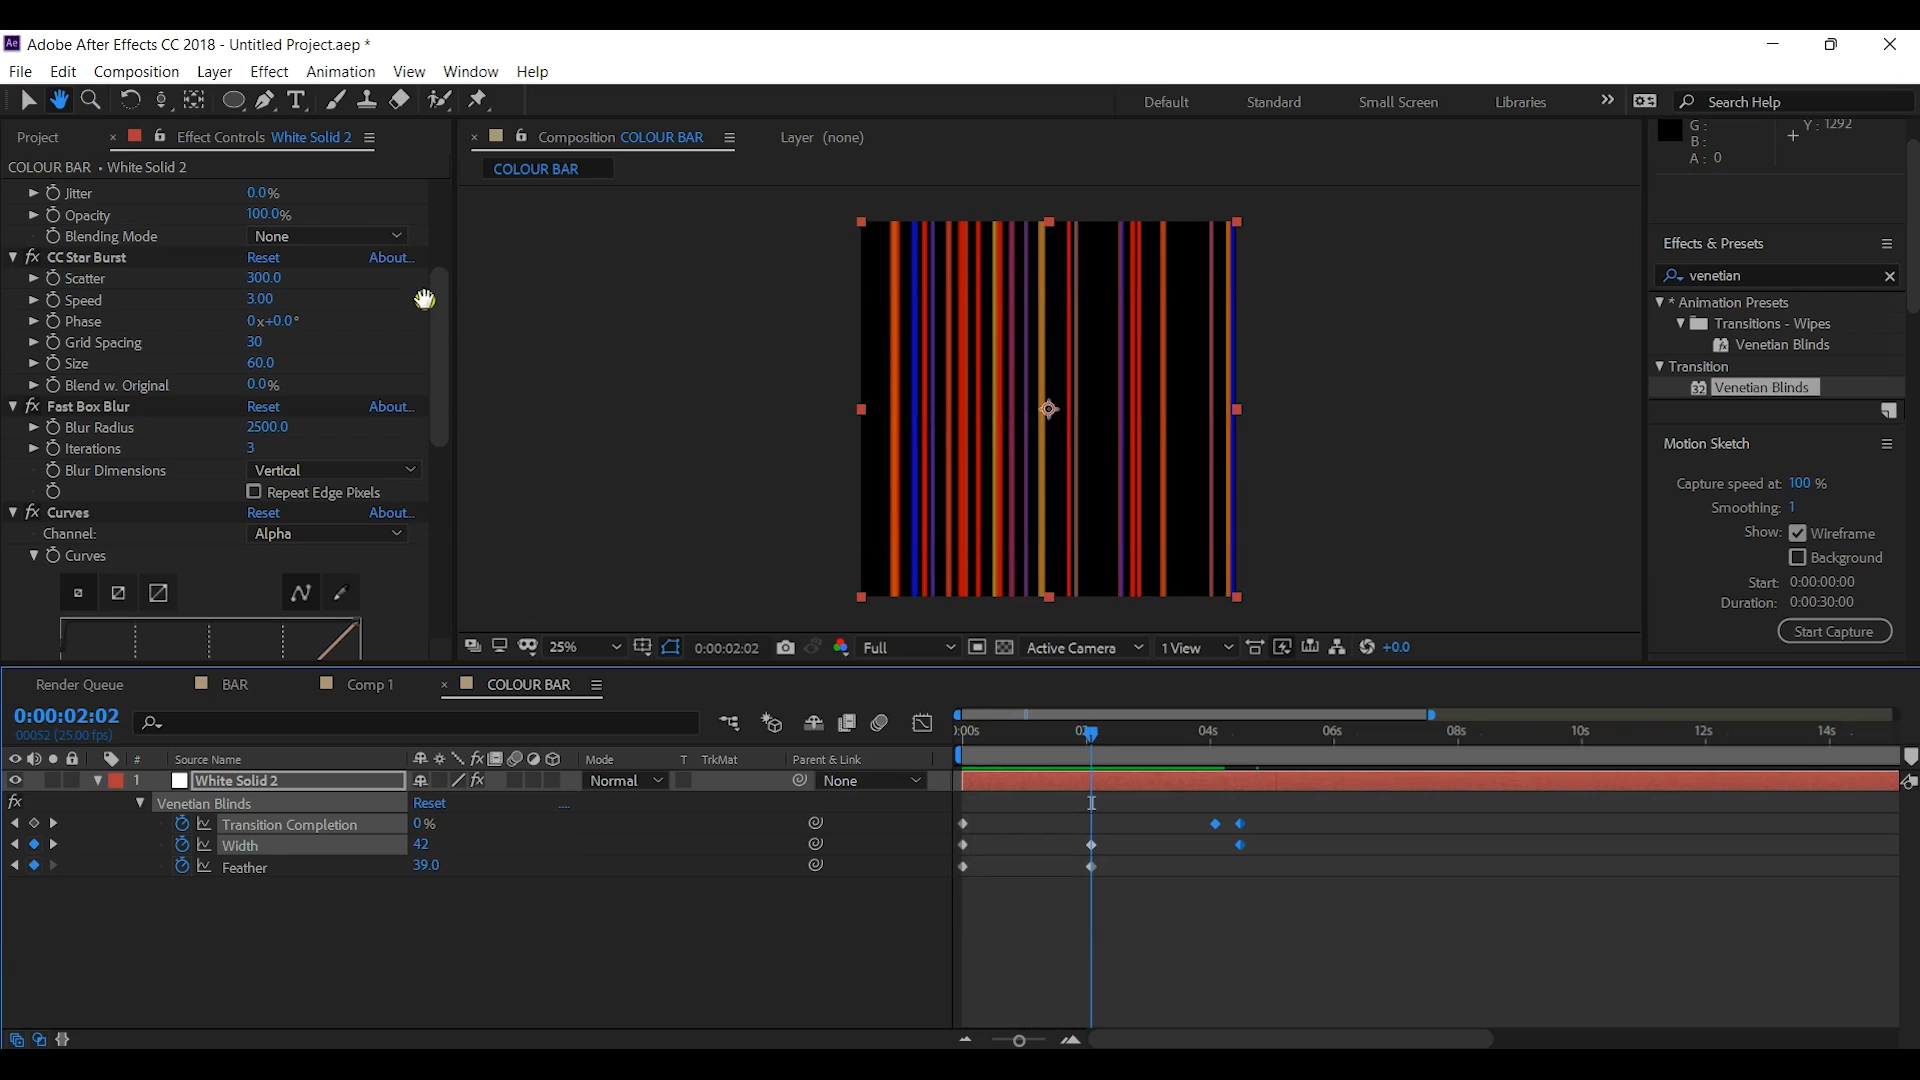 Adobe After Effects CC 2018 - Untitled Project.aep *
File Edit Composition Layer Effect Animation View Window Help
Default Standard Small Screen Libraries Search Help
Project Effect Controls White Solid 2 Composition COLOUR BAR Layer (none)
COLOUR BAR • White Solid 2
COLOUR BAR
Jitter 0.0%
Opacity 100.0%
Blending Mode None
fx CC Star Burst Reset About...
Scatter 300.0
Speed 3.00
Phase 0x+0.0°
Grid Spacing 30
Size 60.0
Blend w. Original 0.0%
fx Fast Box Blur Reset About...
Blur Radius 2500.0
Iterations 3
Blur Dimensions Vertical
Repeat Edge Pixels
fx Curves Reset About...
Channel: Alpha
Curves
25% 0:00:02:02 Full Active Camera 1 View +0.0
G:
B:
A: 0
Y: 1292
Effects & Presets
venetian
* Animation Presets
Transitions - Wipes
Venetian Blinds
Transition
32 Venetian Blinds
Motion Sketch
Capture speed at: 100 %
Smoothing: 1
Show: Wireframe
Background
Start: 0:00:00:00
Duration: 0:00:30:00
Start Capture
Render Queue BAR Comp 1 COLOUR BAR
0:00:02:02
00052 (25.00 fps)
):00s 02s 04s 06s 08s 10s 12s 14s
# Source Name fx Mode T TrkMat Parent & Link
1 White Solid 2 fx Normal None
fx Venetian Blinds Reset ....
Transition Completion 0%
Width 42
Feather 39.0